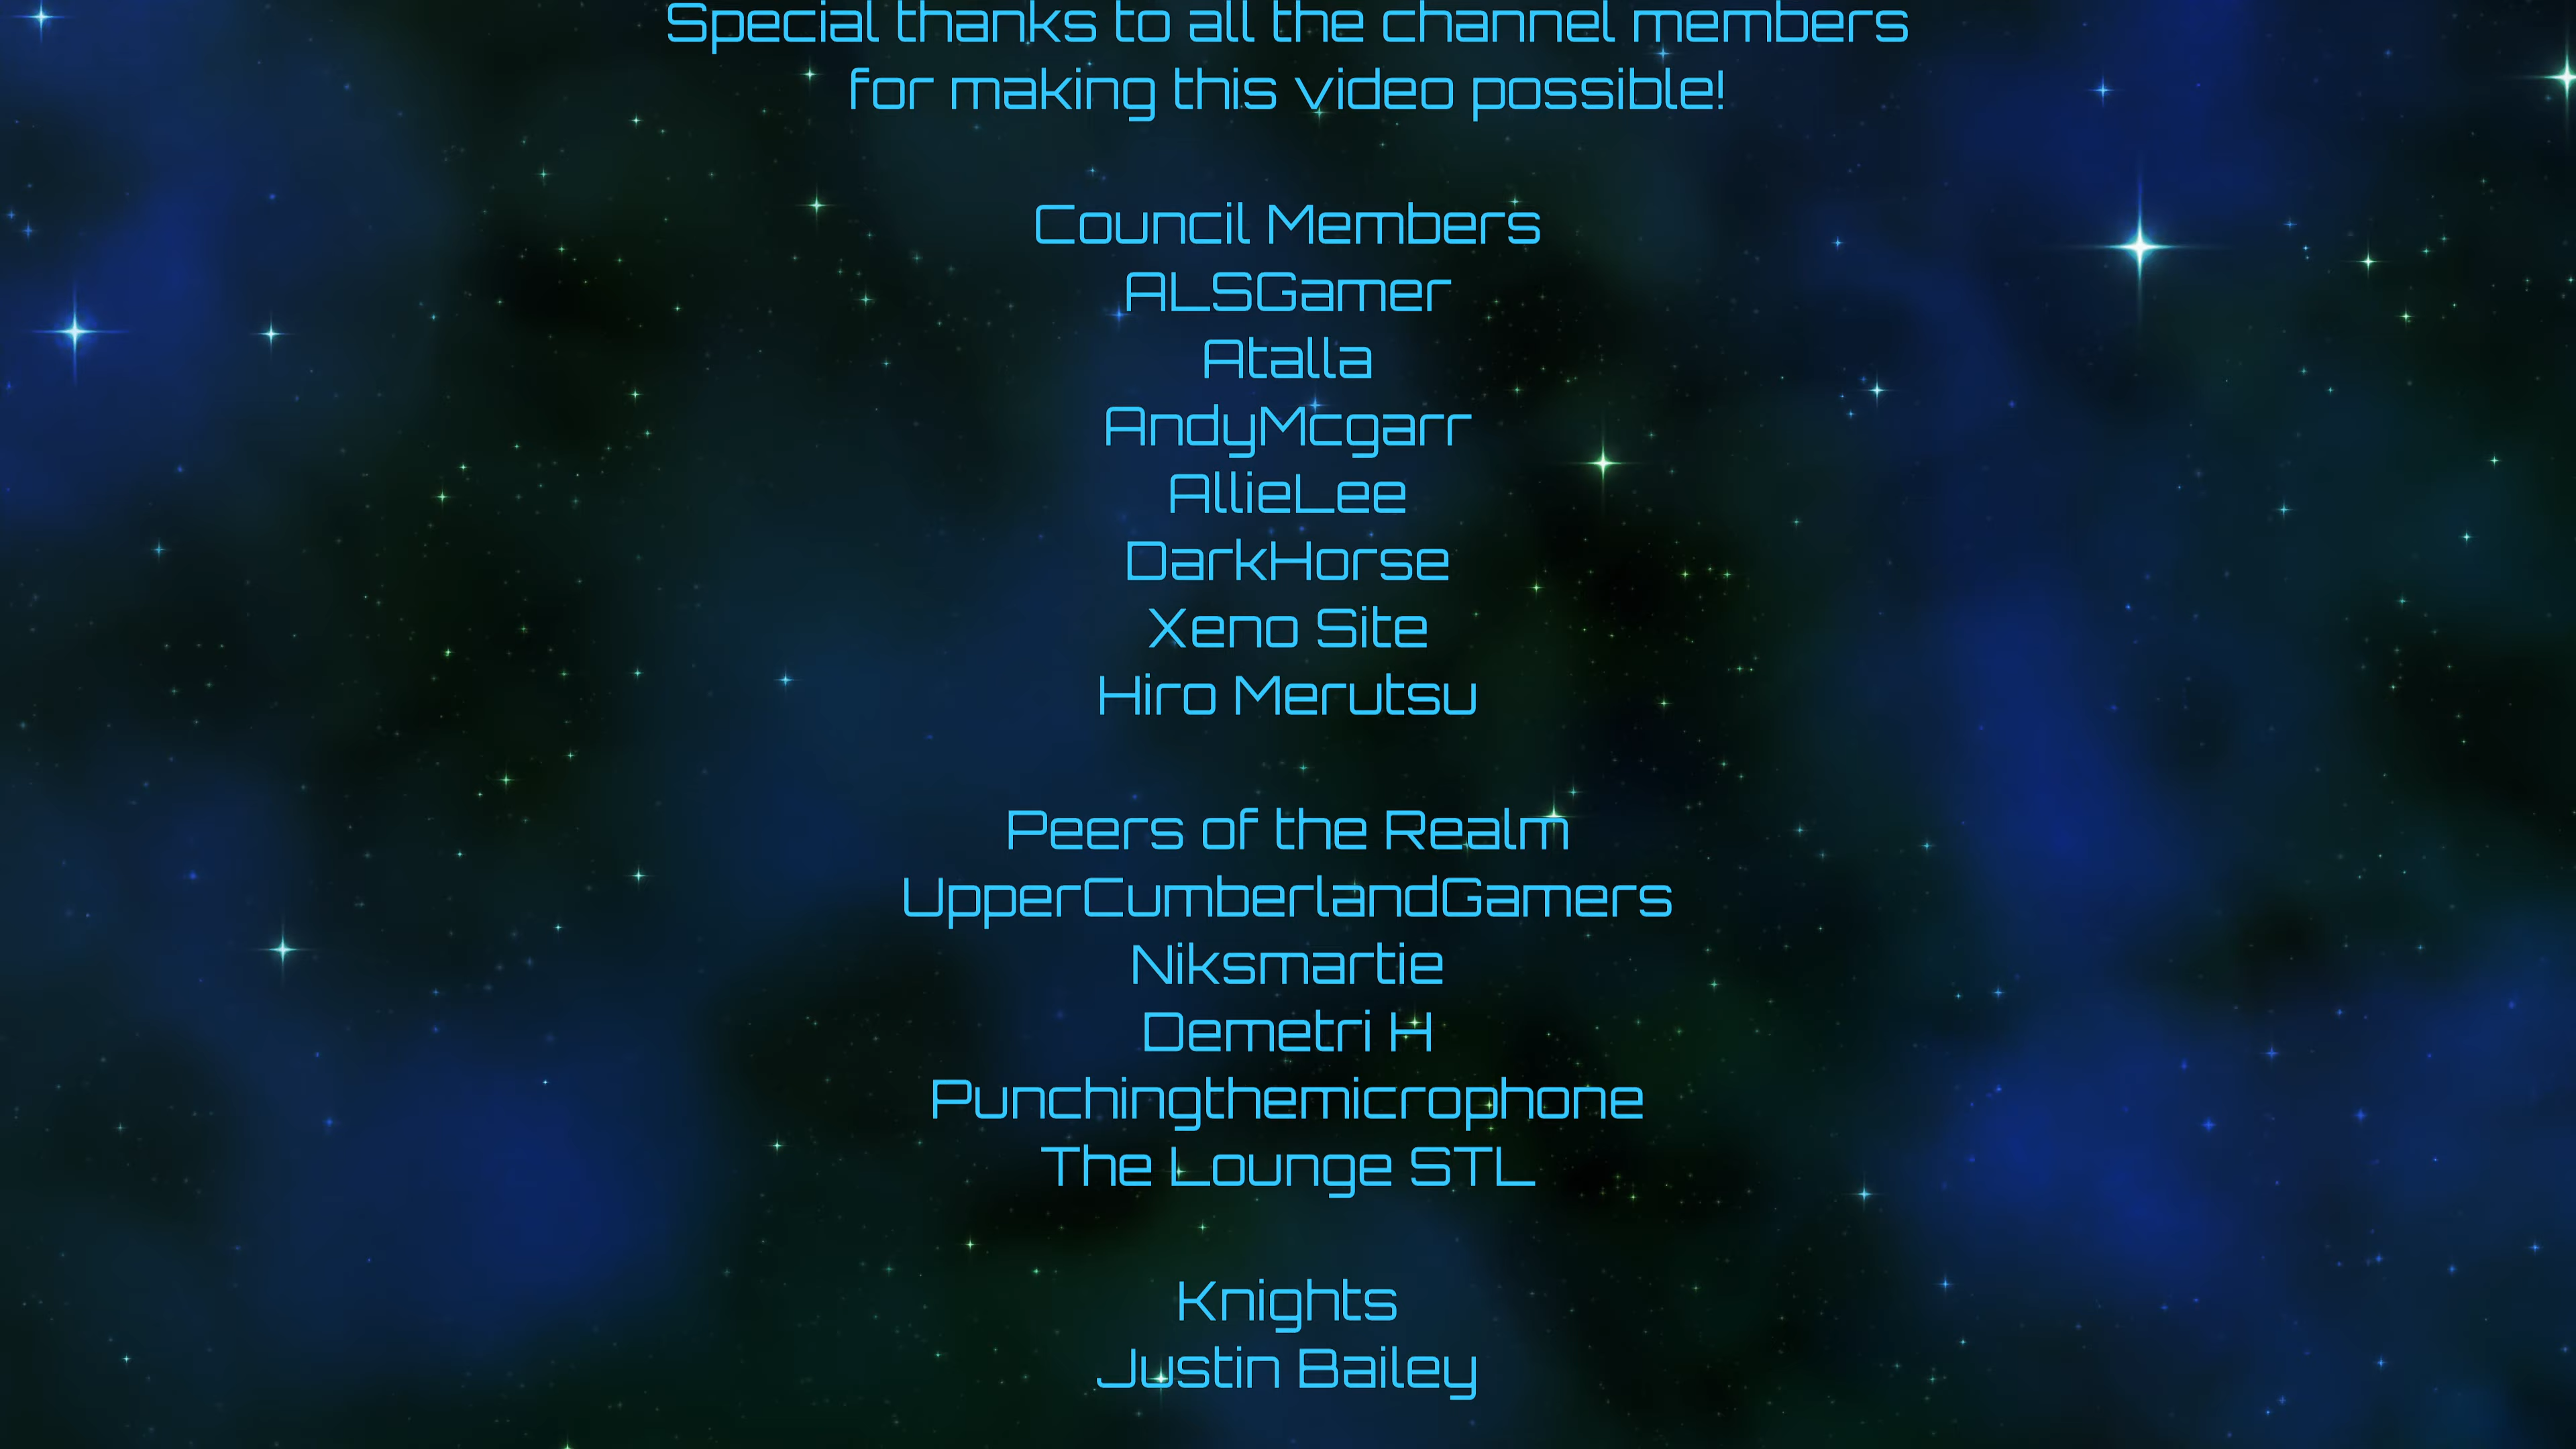 Special thanks to all the channel members
for making this video possible!
Council Members
ALSGamer
Atalla
AndyMcgarr
AllieLee
DarkHorse
Xeno Site
Hiro Merutsu
Peers of the Realm
UpperCumberlandGamers
Niksmartie
Demetri H
Punchingthemicrophone
The Lounge STL
Knights
Justin Bailey